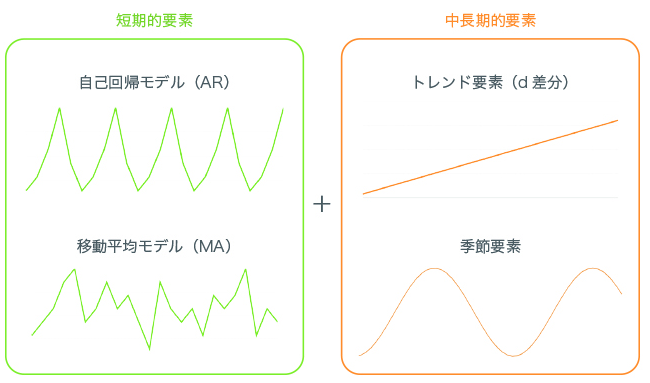 短期的要素
中長期的要素
自己回帰モデル（AR）
トレンド要素（d 差分）
+
移動平均モデル（MA）
季節要素